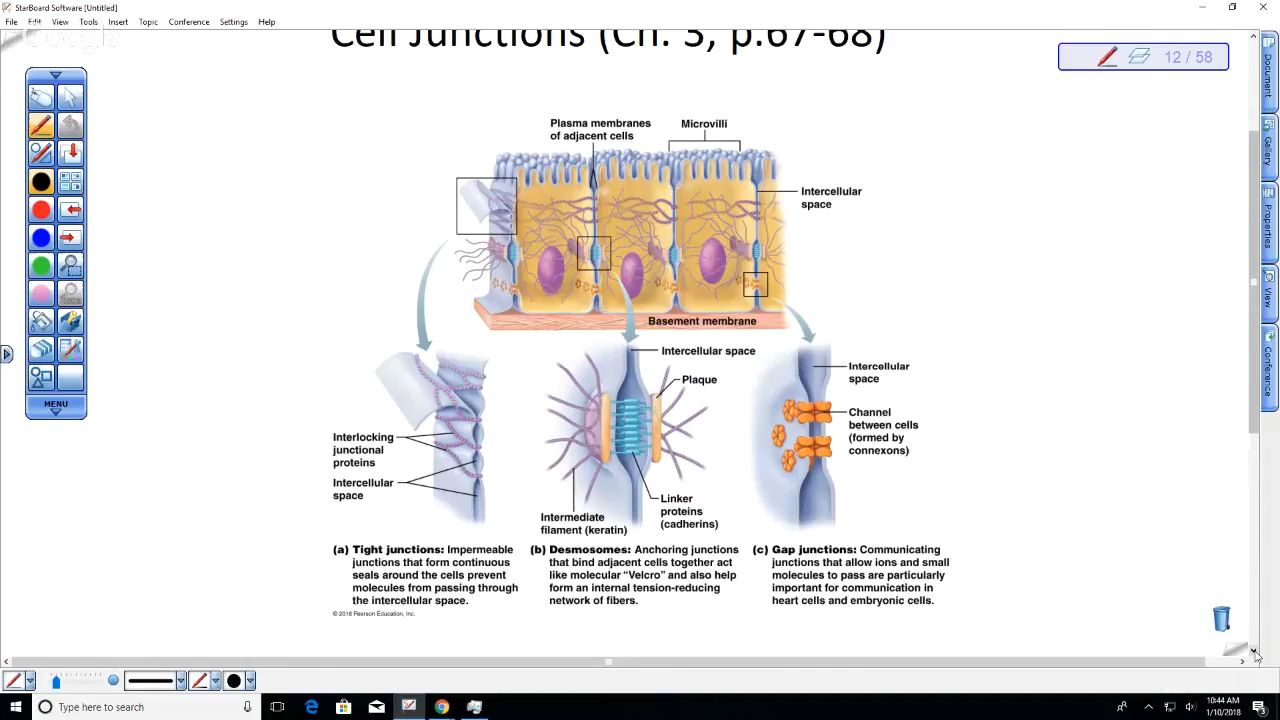 StarBoard Software [Untitled]
File Edit View Tools Insert Topic Conference Settings Help
Google
Cell Junctions (Ch. 3, p.67-68)
12 / 58
Document
Gallery
Properties
View
Conference
MENU
Plasma membranes
of adjacent cells
Microvilli
Intercellular
space
Basement membrane
Intercellular space
Plaque
Intercellular
space
Channel
between cells
(formed by
connexons)
Interlocking
junctional
proteins
Intercellular
space
Linker
proteins
(cadherins)
Intermediate
filament (keratin)
(a) Tight junctions: Impermeable
junctions that form continuous
seals around the cells prevent
molecules from passing through
the intercellular space.
(b) Desmosomes: Anchoring junctions
that bind adjacent cells together act
like molecular “Velcro” and also help
form an internal tension-reducing
network of fibers.
(c) Gap junctions: Communicating
junctions that allow ions and small
molecules to pass are particularly
important for communication in
heart cells and embryonic cells.
© 2016 Pearson Education, Inc.
Type here to search
10:44 AM
1/10/2018